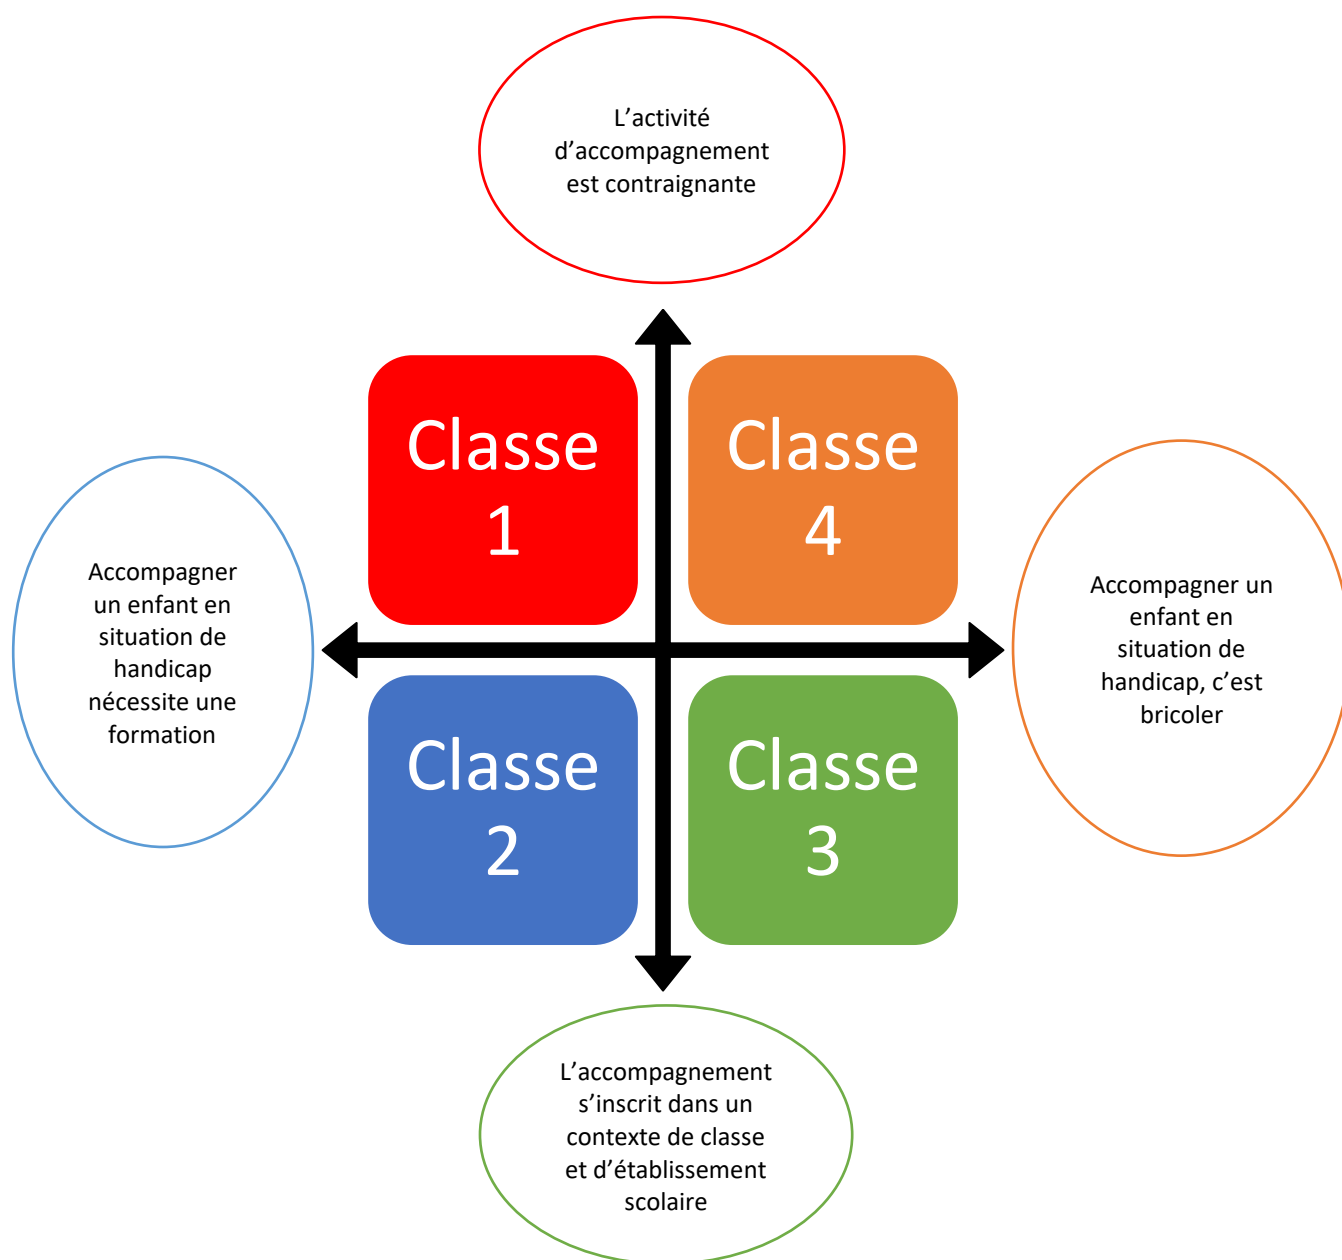 L’activité
d’accompagnement
est contraignante
Classe
1
Classe
4
Accompagner
un enfant en
situation de
handicap
nécessite une
formation
Accompagner un
enfant en
situation de
handicap, c’est
bricoler
Classe
2
Classe
3
L’accompagnement
s’inscrit dans un
contexte de classe
et d’établissement
scolaire